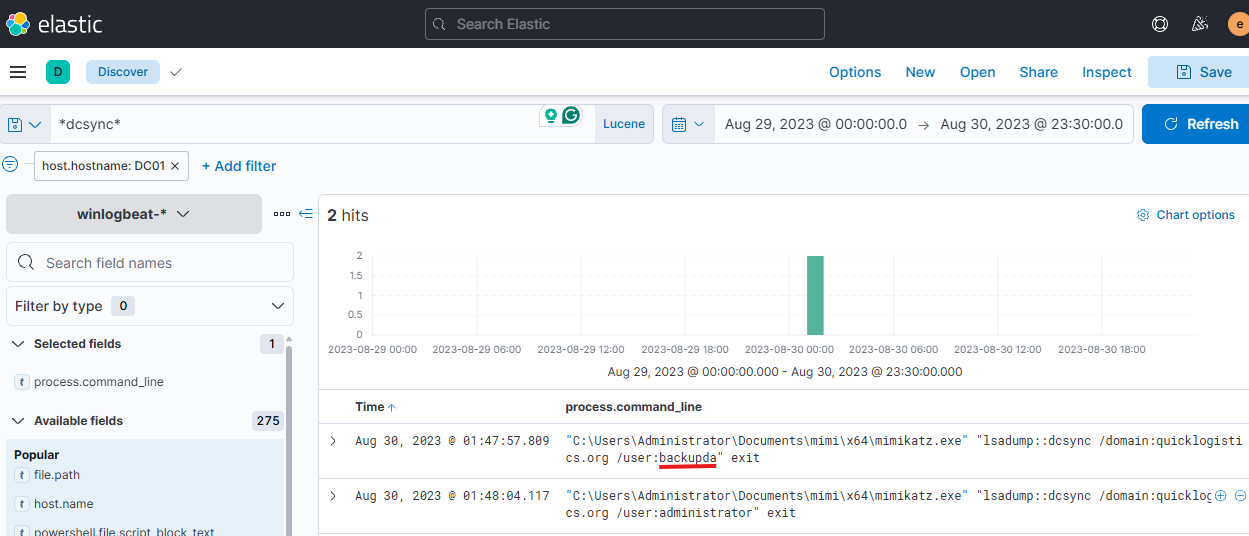 elastic
Search Elastic
e
D
Discover
Options
New
Open
Share
Inspect
Save
*dcsync*
Lucene
Aug 29, 2023 @ 00:00:00.0 → Aug 30, 2023 @ 23:30:00.0
Refresh
host.hostname: DC01 ×
+ Add filter
winlogbeat-*
2 hits
Chart options
Search field names
Filter by type 0
Selected fields 1
t process.command_line
Available fields 275
Popular
t file.path
t host.name
t powershell.file.script_block_text
2
1.5
1
0.5
0
2023-08-29 00:00 2023-08-29 06:00 2023-08-29 12:00 2023-08-29 18:00 2023-08-30 00:00 2023-08-30 06:00 2023-08-30 12:00 2023-08-30 18:00
Aug 29, 2023 @ 00:00:00.000 - Aug 30, 2023 @ 23:30:00.000
Time ↑ process.command_line
Aug 30, 2023 @ 01:47:57.809 "C:\Users\Administrator\Documents\mimi\x64\mimikatz.exe" "lsadump::dcsync /domain:quicklogisti
cs.org /user:backupda" exit
Aug 30, 2023 @ 01:48:04.117 "C:\Users\Administrator\Documents\mimi\x64\mimikatz.exe" "lsadump::dcsync /domain:quicklog
cs.org /user:administrator" exit